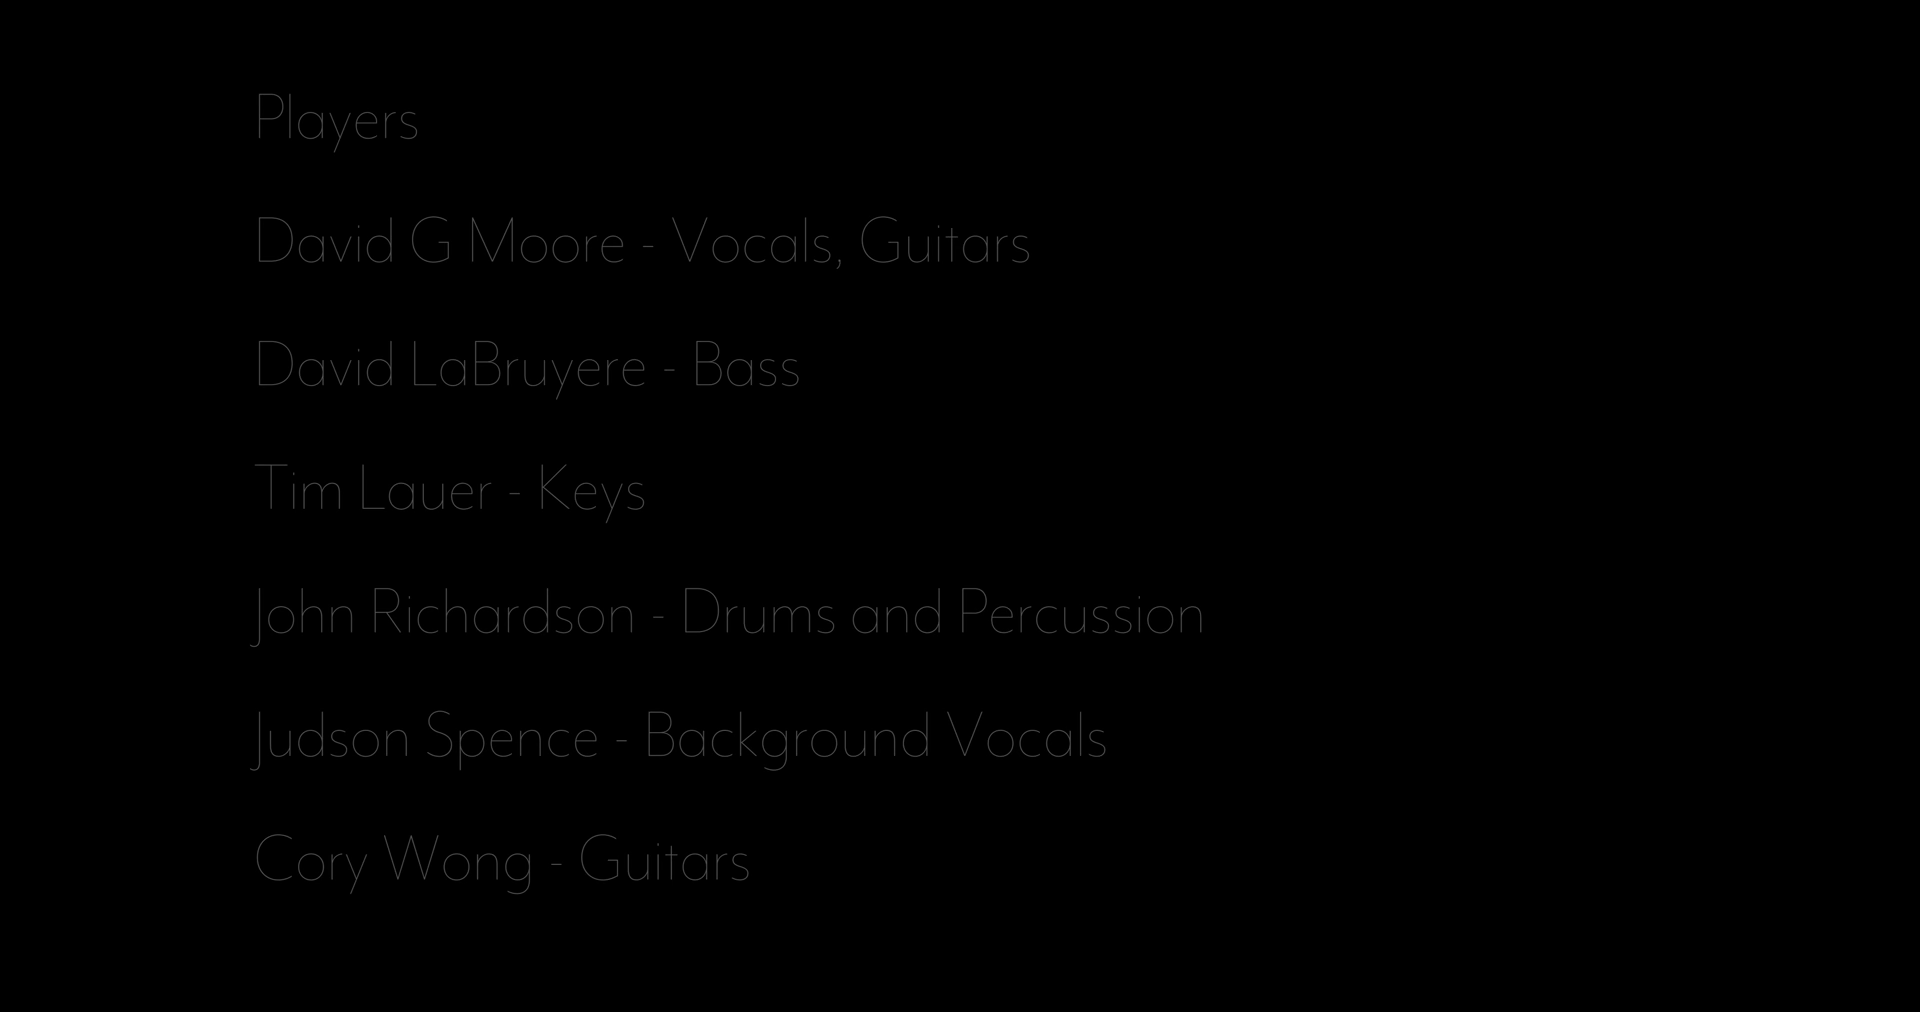 Players
David G Moore - Vocals, Guitars
David LaBruyere - Bass
Tim Lauer - Keys
John Richardson - Drums and Percussion
Judson Spence - Background Vocals
Cory Wong - Guitars